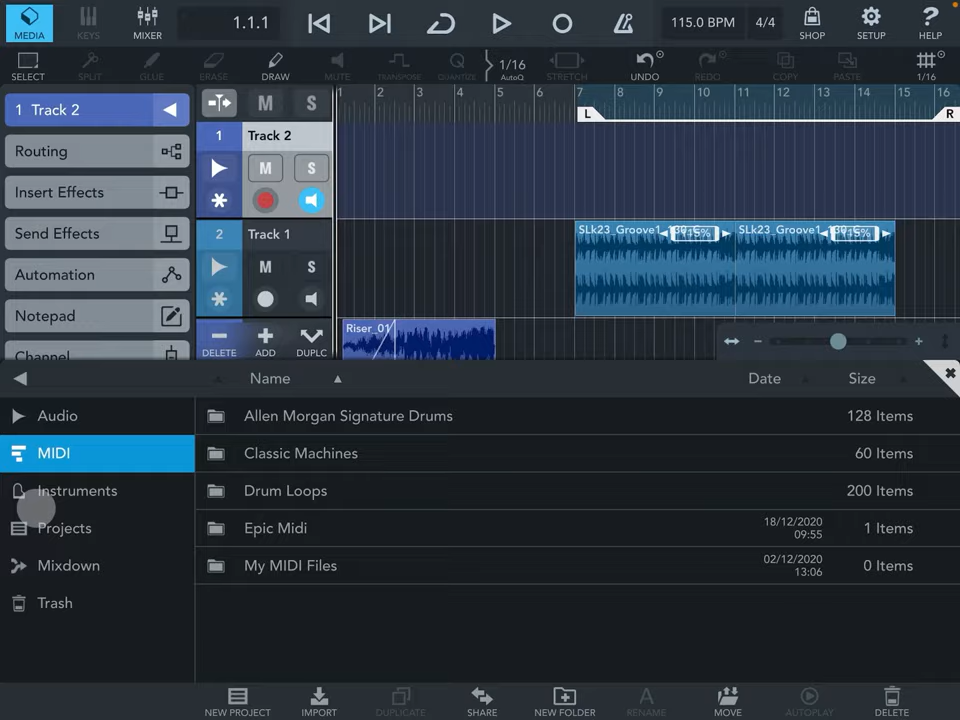 MEDIA
KEYS
MIXER
1.1.1
115.0 BPM
4/4
SHOP
SETUP
HELP
SELECT
SPLIT
GLUE
ERASE
DRAW
MUTE
TRANSPOSE
QUANTIZE
1/16
AutoQ
STRETCH
UNDO
REDO
COPY
PASTE
1/16
1 Track 2
M
S
1 2 3 4 5 6 7 8 9 10 11 12 13 14 15 16
L
R
1 Track 2
Routing
M
S
Insert Effects
Send Effects
2 Track 1
SLk23_Groove1_130_C
SLk23_Groove1_130_C
Automation
M
S
Notepad
Channel
DELETE
ADD
DUPLC
Riser_01
Name
Date
Size
Audio
MIDI
Instruments
Projects
Mixdown
Trash
Allen Morgan Signature Drums 128 Items
Classic Machines 60 Items
Drum Loops 200 Items
Epic Midi 18/12/2020 09:55 1 Items
My MIDI Files 02/12/2020 13:06 0 Items
NEW PROJECT
IMPORT
DUPLICATE
SHARE
NEW FOLDER
RENAME
MOVE
AUTOPLAY
DELETE